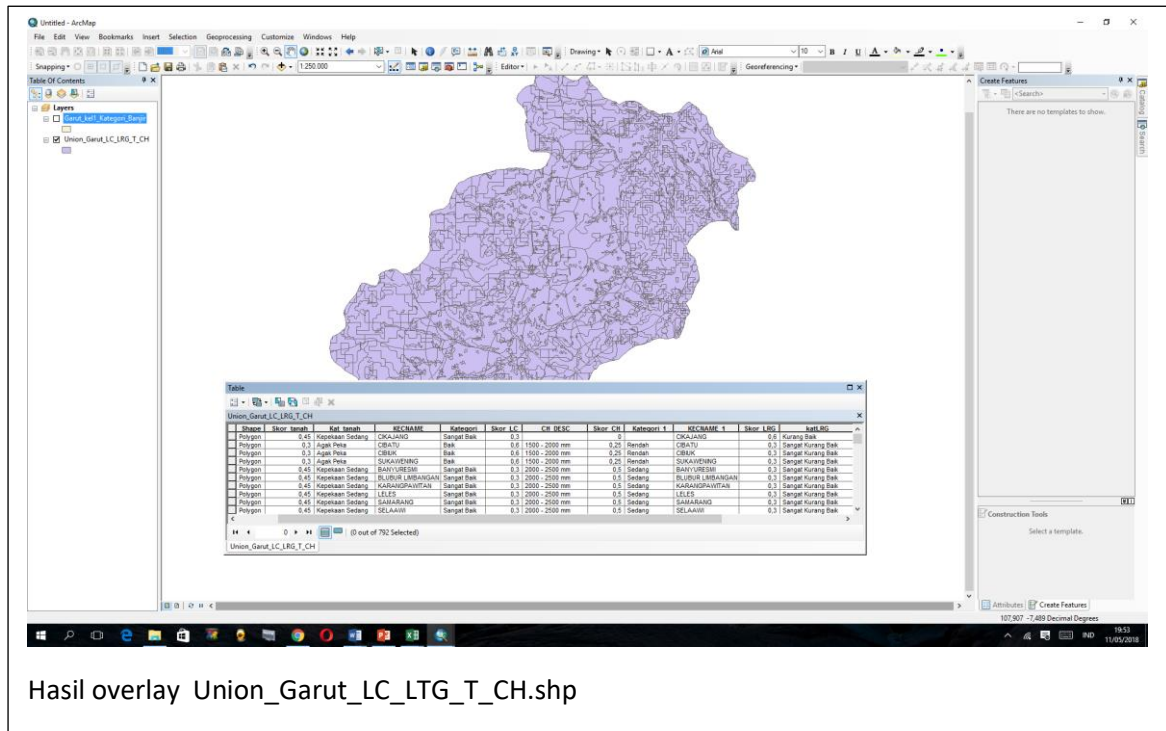 Untitled - ArcMap
File Edit View Bookmarks Insert Selection Geoprocessing Customize Windows Help
Drawing Arial 10 B I U A
Snapping 1:250.000 Editor Georeferencing
Table Of Contents
Layers
Garut_kel1_Kategori_Banjir
Union_Garut_LC_LRG_T_CH
Create Features
<Search>
There are no templates to show.
Catalog
Search
Table
Union_Garut_LC_LRG_T_CH
Shape Skor tanah Kat tanah KECNAME Kategori Skor LC CH DESC Skor CH Kategori 1 KECNAME 1 Skor LRG katLRG
Polygon 0,45 Kepekaan Sedang CIKAJANG Sangat Baik 0,3 0 CIKAJANG 0,6 Kurang Baik
Polygon 0,3 Agak Peka CIBATU Baik 0,6 1500 - 2000 mm 0,25 Rendah CIBATU 0,3 Sangat Kurang Baik
Polygon 0,3 Agak Peka CIBIUK Baik 0,6 1500 - 2000 mm 0,25 Rendah CIBIUK 0,3 Sangat Kurang Baik
Polygon 0,3 Agak Peka SUKAWENING Baik 0,6 1500 - 2000 mm 0,25 Rendah SUKAWENING 0,3 Sangat Kurang Baik
Polygon 0,45 Kepekaan Sedang BANYURESMI Sangat Baik 0,3 2000 - 2500 mm 0,5 Sedang BANYURESMI 0,3 Sangat Kurang Baik
Polygon 0,45 Kepekaan Sedang BLUBUR LIMBANGAN Sangat Baik 0,3 2000 - 2500 mm 0,5 Sedang BLUBUR LIMBANGAN 0,3 Sangat Kurang Baik
Polygon 0,45 Kepekaan Sedang KARANGPAWITAN Sangat Baik 0,3 2000 - 2500 mm 0,5 Sedang KARANGPAWITAN 0,3 Sangat Kurang Baik
Polygon 0,45 Kepekaan Sedang LELES Sangat Baik 0,3 2000 - 2500 mm 0,5 Sedang LELES 0,3 Sangat Kurang Baik
Polygon 0,45 Kepekaan Sedang SAMARANG Sangat Baik 0,3 2000 - 2500 mm 0,5 Sedang SAMARANG 0,3 Sangat Kurang Baik
Polygon 0,45 Kepekaan Sedang SELAAWI Sangat Baik 0,3 2000 - 2500 mm 0,5 Sedang SELAAWI 0,3 Sangat Kurang Baik
0 (0 out of 792 Selected)
Union_Garut_LC_LRG_T_CH
Construction Tools
Select a template.
Attributes Create Features
107,907 -7,489 Decimal Degrees
IND 19:53
11/05/2018
Hasil overlay Union_Garut_LC_LTG_T_CH.shp